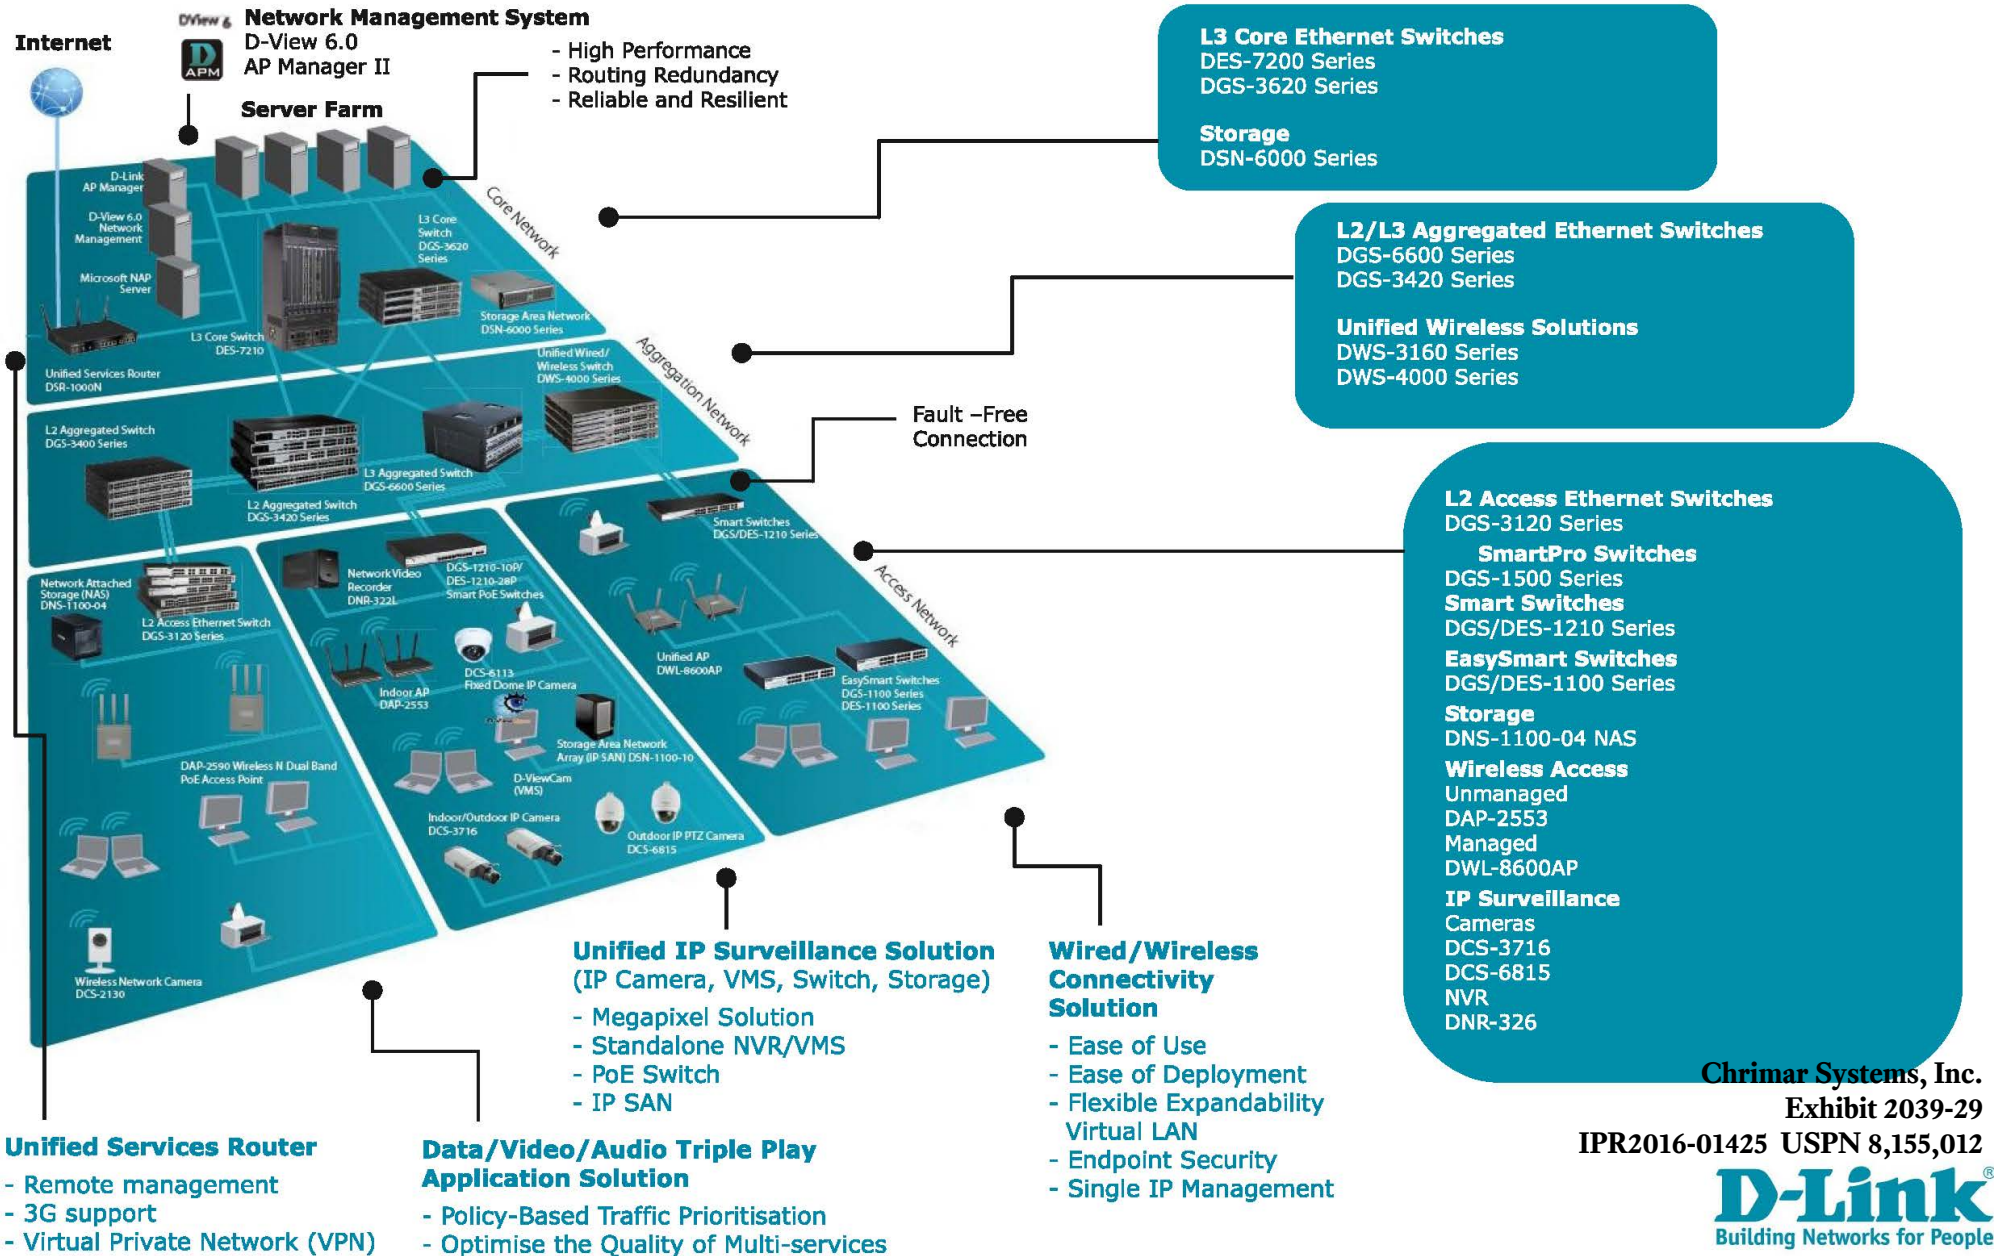 Internet
DView 6
Network Management System
D-View 6.0
AP Manager II
D
APM
Server Farm
- High Performance
- Routing Redundancy
- Reliable and Resilient
D-Link
AP Manager
D-View 6.0
Network
Management
Microsoft NAP
Server
L3 Core
Switch
DGS-3620
Series
Core Network
Storage Area Network
DSN-6000 Series
L3 Core Switch
DES-7210
Unified Services Router
DSR-1000N
Unified Wired/
Wireless Switch
DWS-4000 Series
Aggregation Network
L2 Aggregated Switch
DGS-3400 Series
L3 Aggregated Switch
DGS-6600 Series
L2 Aggregated Switch
DGS-3420 Series
Fault –Free
Connection
Smart Switches
DGS/DES-1210 Series
Access Network
Network Attached
Storage (NAS)
DNS-1100-04
L2 Access Ethernet Switch
DGS-3120 Series
Network Video
Recorder
DNR-322L
DGS-1210-10P/
DES-1210-28P
Smart PoE Switches
Indoor AP
DAP-2553
DCS-6113
Fixed Dome IP Camera
Unified AP
DWL-8600AP
EasySmart Switches
DGS-1100 Series
DES-1100 Series
Storage Area Network
Array (IP SAN) DSN-1100-10
D-ViewCam
(VMS)
DAP-2590 Wireless N Dual Band
PoE Access Point
Indoor/Outdoor IP Camera
DCS-3716
Outdoor IP PTZ Camera
DCS-6815
Wireless Network Camera
DCS-2130
L3 Core Ethernet Switches
DES-7200 Series
DGS-3620 Series
Storage
DSN-6000 Series
L2/L3 Aggregated Ethernet Switches
DGS-6600 Series
DGS-3420 Series
Unified Wireless Solutions
DWS-3160 Series
DWS-4000 Series
L2 Access Ethernet Switches
DGS-3120 Series
SmartPro Switches
DGS-1500 Series
Smart Switches
DGS/DES-1210 Series
EasySmart Switches
DGS/DES-1100 Series
Storage
DNS-1100-04 NAS
Wireless Access
Unmanaged
DAP-2553
Managed
DWL-8600AP
IP Surveillance
Cameras
DCS-3716
DCS-6815
NVR
DNR-326
Unified Services Router
- Remote management
- 3G support
- Virtual Private Network (VPN)
Data/Video/Audio Triple Play
Application Solution
- Policy-Based Traffic Prioritisation
- Optimise the Quality of Multi-services
Unified IP Surveillance Solution
(IP Camera, VMS, Switch, Storage)
- Megapixel Solution
- Standalone NVR/VMS
- PoE Switch
- IP SAN
Wired/Wireless
Connectivity
Solution
- Ease of Use
- Ease of Deployment
- Flexible Expandability
Virtual LAN
- Endpoint Security
- Single IP Management
Chrimar Systems, Inc.
Exhibit 2039-29
IPR2016-01425 USPN 8,155,012
D-Link®
Building Networks for People